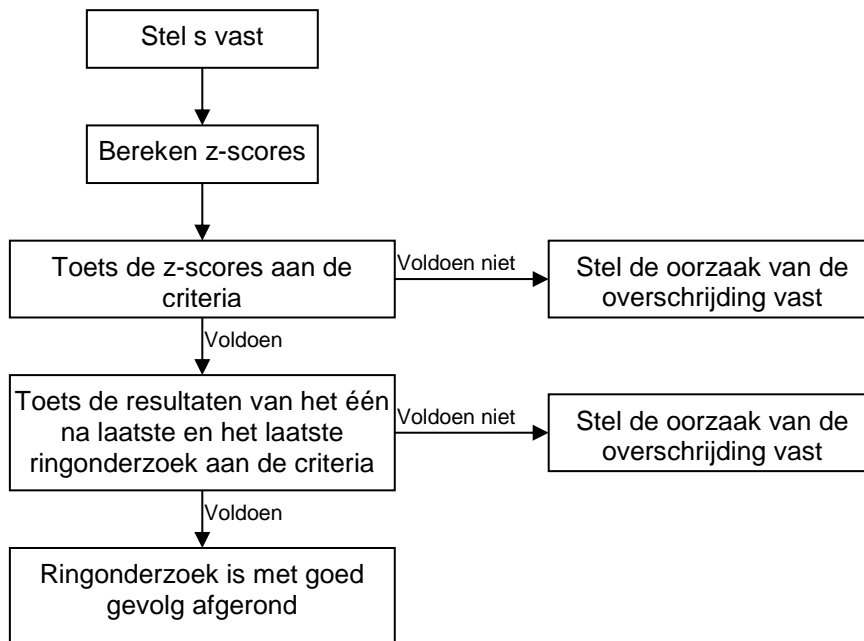 Stel s vast
Bereken z-scores
Toets de z-scores aan de
criteria
Voldoen niet
Stel de oorzaak van de
overschrijding vast
Voldoen
Toets de resultaten van het één
na laatste en het laatste
ringonderzoek aan de criteria
Voldoen niet
Stel de oorzaak van de
overschrijding vast
Voldoen
Ringonderzoek is met goed
gevolg afgerond